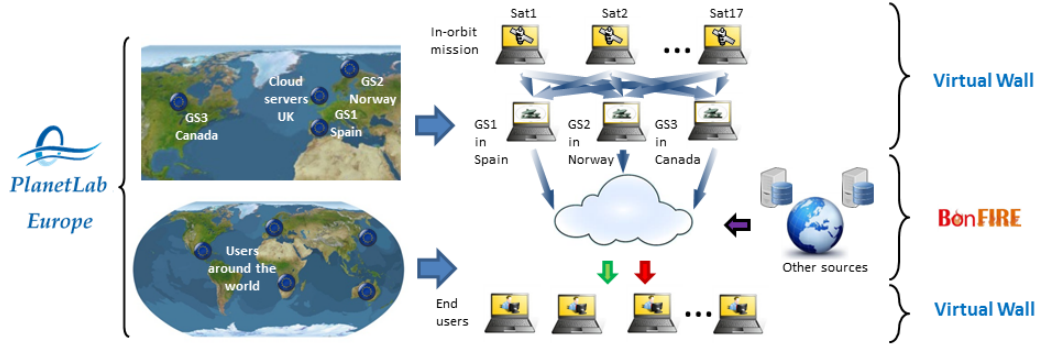 PlanetLab
Europe
Cloud
servers
UK
GS2
Norway
GS1
Spain
GS3
Canada
Users
around the
world
In-orbit
mission
Sat1
Sat2
Sat17
GS1
in
Spain
GS2
in
Norway
GS3
in
Canada
Other sources
End
users
Virtual Wall
BonFIRE
Virtual Wall